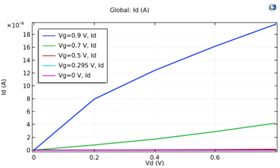 Global: Id (A)
×10⁻⁶
Vg=0.9 V, Id
Vg=0.7 V, Id
Vg=0.5 V, Id
Vg=0.295 V, Id
Vg=0 V, Id
18
16
14
12
10
8
6
4
2
0
Id (A)
0 0.2 0.4 0.6
Vd (V)